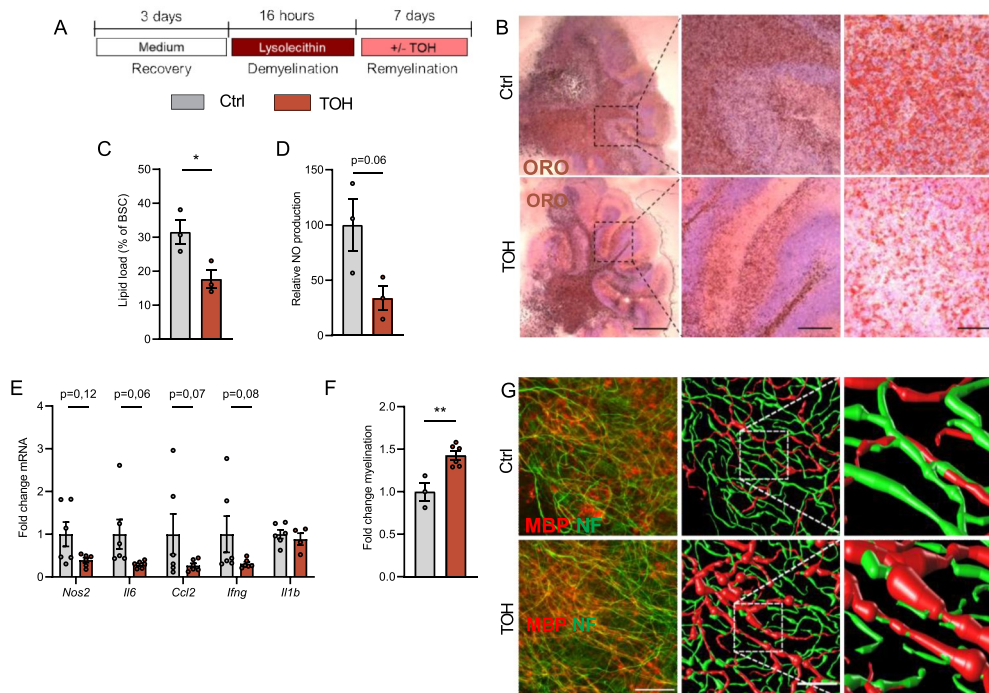 A
3 days
16 hours
7 days
Medium
Lysolecithin
+/- TOH
Recovery
Demyelination
Remyelination
Ctrl
TOH
B
Ctrl
ORO
ORO
TOH
C
*
Lipid load (% of BSC)
50
40
30
20
10
0
D
p=0.06
Relative NO production
150
100
50
0
E
p=0,12
p=0,06
p=0,07
p=0,08
Fold change mRNA
4
3
2
1
0
Nos2
Il6
Ccl2
Ifng
Il1b
F
**
Fold change myelination
2.0
1.5
1.0
0.5
0.0
G
Ctrl
MBP NF
TOH
MBP NF